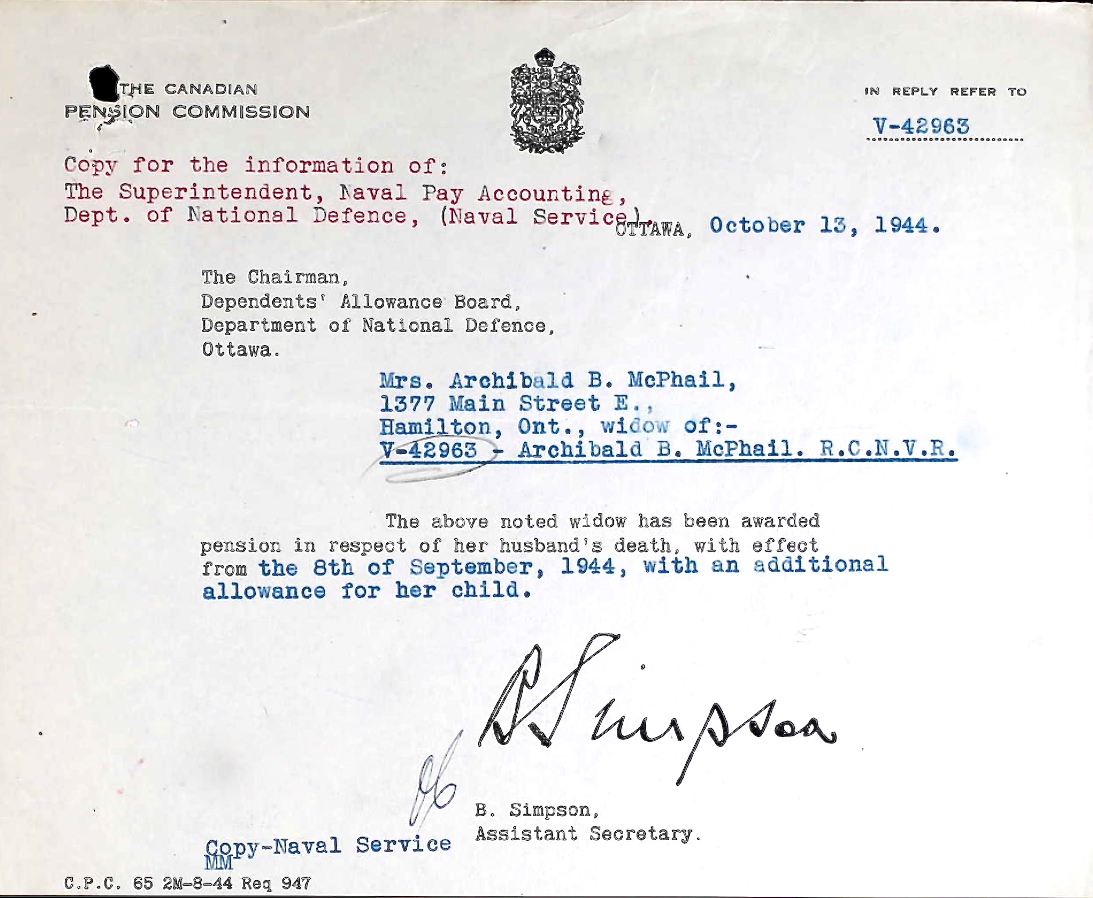 THE CANADIAN
PENSION COMMISSION
IN REPLY REFER TO
V-42963
Copy for the information of:
The Superintendent, Naval Pay Accounting,
Dept. of National Defence, (Naval Service).
OTTAWA, October 13, 1944.
The Chairman,
Dependents' Allowance Board,
Department of National Defence,
Ottawa.
Mrs. Archibald B. McPhail,
1377 Main Street E.,
Hamilton, Ont., widow of:-
V-42963 - Archibald B. McPhail. R.C.N.V.R.
The above noted widow has been awarded
pension in respect of her husband's death, with effect
from the 8th of September, 1944, with an additional
allowance for her child.
B Simpson
B. Simpson,
Assistant Secretary.
Copy-Naval Service
MM
C.P.C. 65 2M-8-44 Req 947